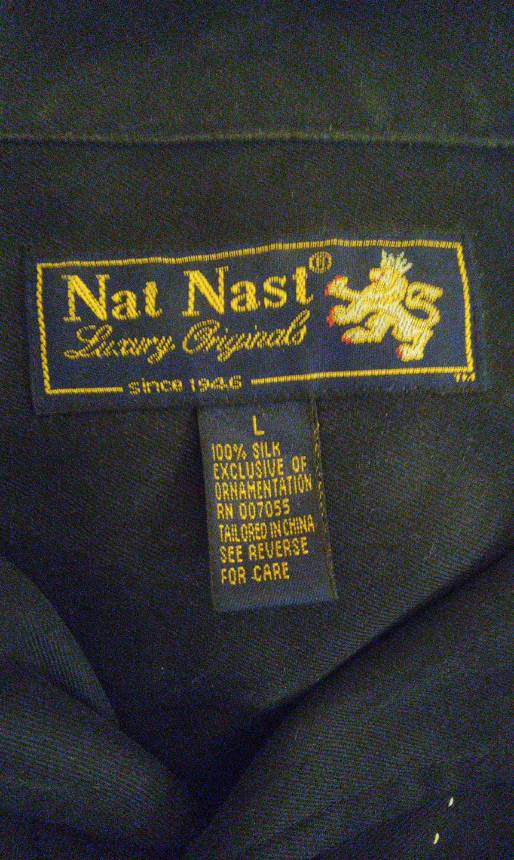 Nat Nast®
Luxury Originals
since 1946
TM
L
100% SILK
EXCLUSIVE OF
ORNAMENTATION
RN 007055
TAILORED IN CHINA
SEE REVERSE
FOR CARE